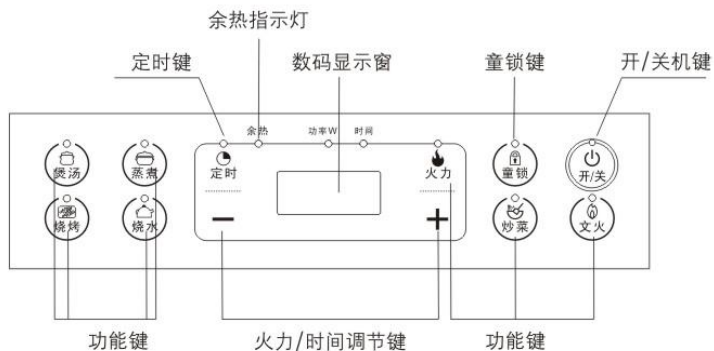 余热指示灯
定时键
数码显示窗
童锁键
开/关机键
余热
功率W
时间
煲汤
蒸煮
定时
火力
童锁
开/关
烧烤
烧水
炒菜
文火
功能键
火力/时间调节键
功能键